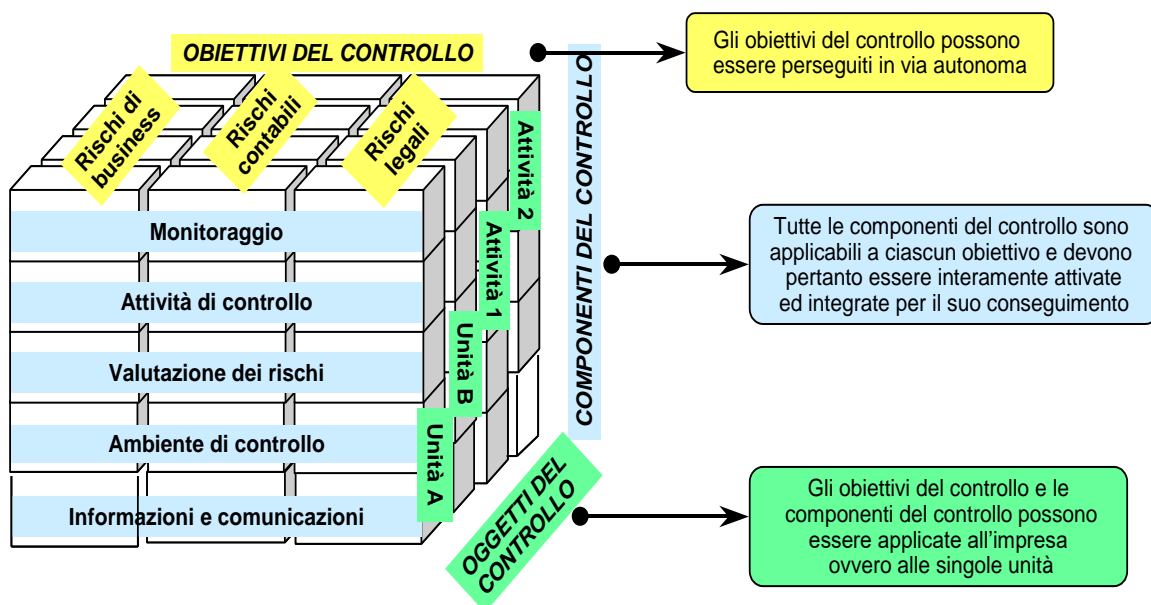 OBIETTIVI DEL CONTROLLO
Rischi di
business
Rischi
contabili
Rischi
legali
Monitoraggio
Attività di controllo
Valutazione dei rischi
Ambiente di controllo
Informazioni e comunicazioni
Unità A
Unità B
Attività 1
Attività 2
COMPONENTI DEL CONTROLLO
OGGETTI DEL
CONTROLLO
Gli obiettivi del controllo possono
essere perseguiti in via autonoma
Tutte le componenti del controllo sono
applicabili a ciascun obiettivo e devono
pertanto essere interamente attivate
ed integrate per il suo conseguimento
Gli obiettivi del controllo e le
componenti del controllo possono
essere applicate all’impresa
ovvero alle singole unità